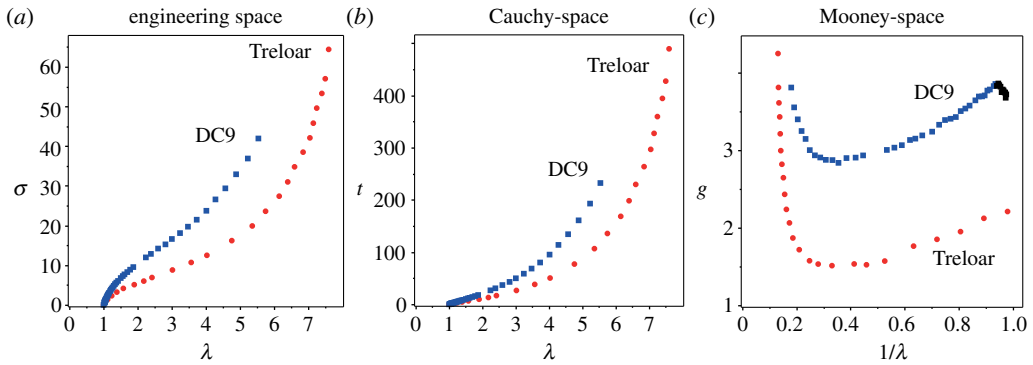 (a) engineering space
60
50
40
30
20
10
0
σ
Treloar
DC9
0 1 2 3 4 5 6 7
λ
(b) Cauchy-space
400
300
200
100
0
t
Treloar
DC9
0 1 2 3 4 5 6 7
λ
(c) Mooney-space
3
2
1
g
DC9
Treloar
0 0.2 0.4 0.6 0.8 1.0
1/λ